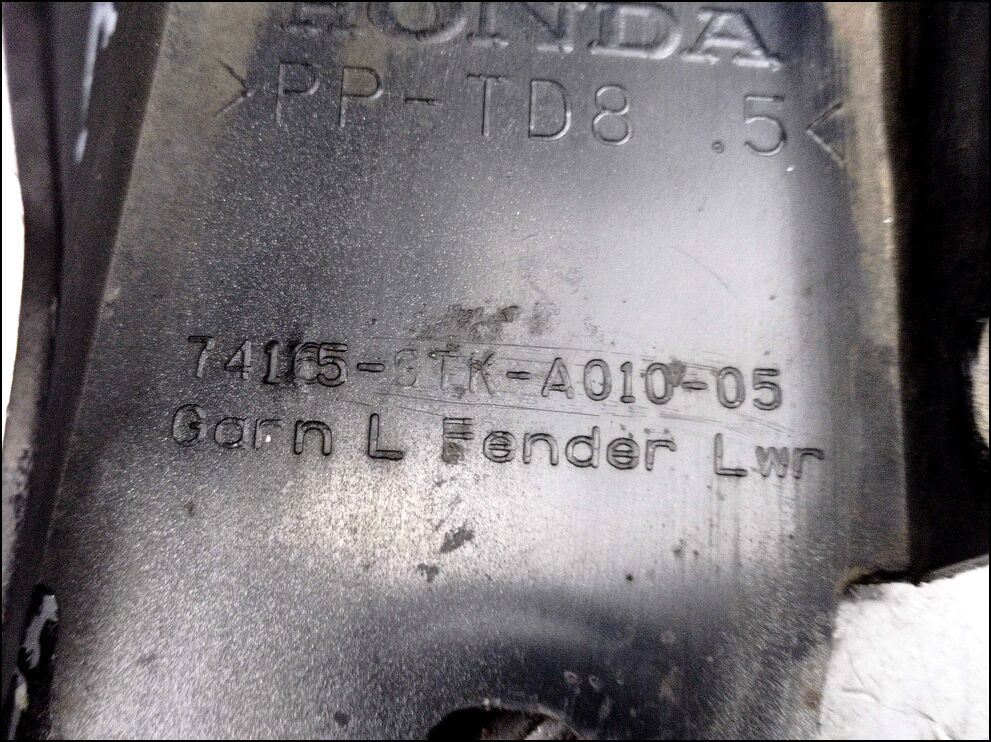 HONDA
>PP-TD8.5<
74165-STK-A010-05
Garn L Fender Lwr